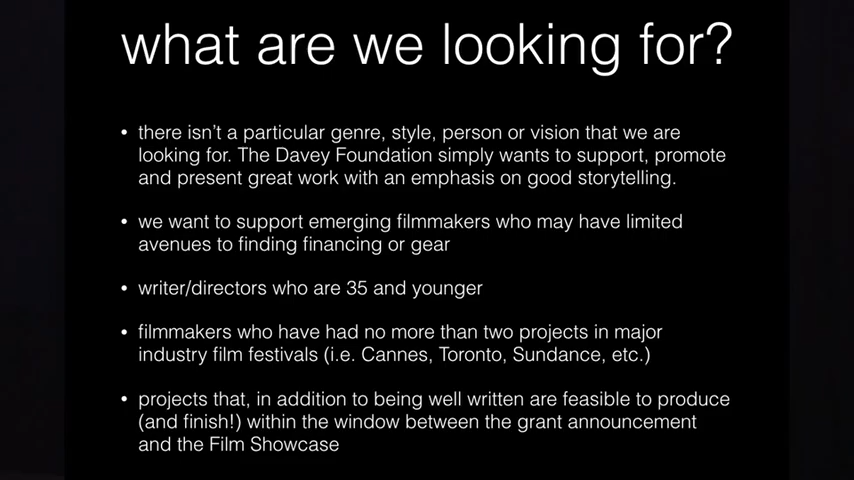 what are we looking for?
• there isn't a particular genre, style, person or vision that we are
looking for. The Davey Foundation simply wants to support, promote
and present great work with an emphasis on good storytelling.
• we want to support emerging filmmakers who may have limited
avenues to finding financing or gear
• writer/directors who are 35 and younger
• filmmakers who have had no more than two projects in major
industry film festivals (i.e. Cannes, Toronto, Sundance, etc.)
• projects that, in addition to being well written are feasible to produce
(and finish!) within the window between the grant announcement
and the Film Showcase